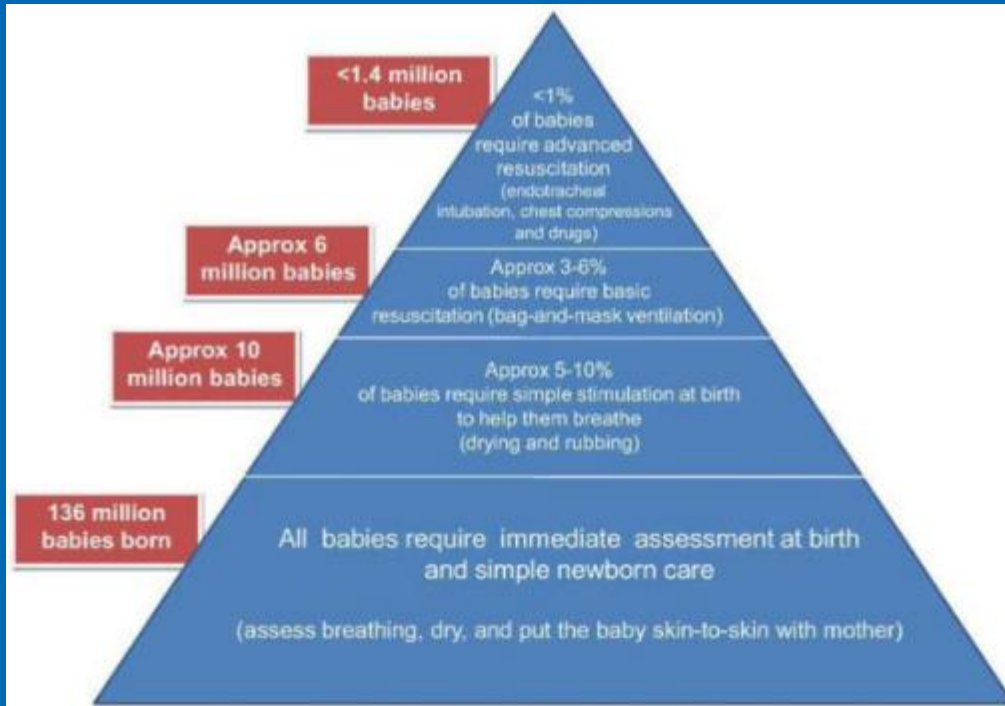 <1.4 million
babies
<1%
of babies
require advanced
resuscitation
(endotracheal
intubation, chest compressions
and drugs)
Approx 6
million babies
Approx 3-6%
of babies require basic
resuscitation (bag-and-mask ventilation)
Approx 10
million babies
Approx 5-10%
of babies require simple stimulation at birth
to help them breathe
(drying and rubbing)
136 million
babies born
All babies require immediate assessment at birth
and simple newborn care
(assess breathing, dry, and put the baby skin-to-skin with mother)